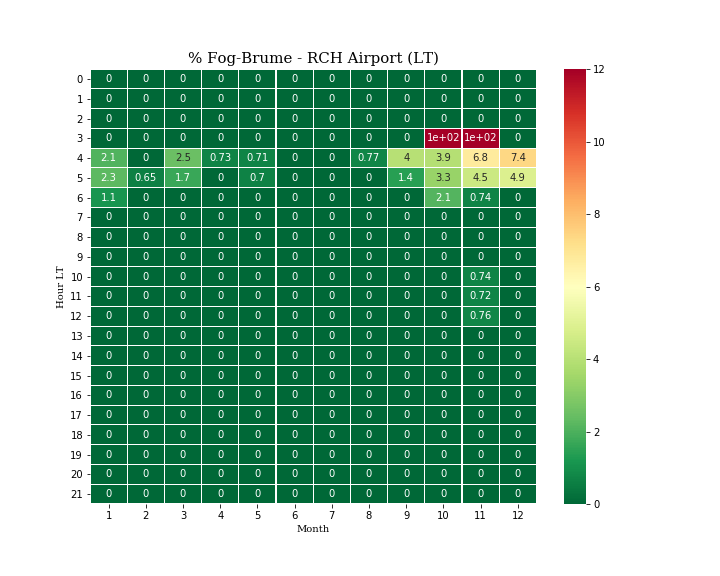 % Fog-Brume - RCH Airport (LT)
0 0 0 0 0 0 0 0 0 0 0 0 0
1 0 0 0 0 0 0 0 0 0 0 0 0
2 0 0 0 0 0 0 0 0 0 0 0 0
3 0 0 0 0 0 0 0 0 0 1e+02 1e+02 0
4 2.1 0 2.5 0.73 0.71 0 0 0.77 4 3.9 6.8 7.4
5 2.3 0.65 1.7 0 0.7 0 0 0 1.4 3.3 4.5 4.9
6 1.1 0 0 0 0 0 0 0 0 2.1 0.74 0
7 0 0 0 0 0 0 0 0 0 0 0 0
8 0 0 0 0 0 0 0 0 0 0 0 0
9 0 0 0 0 0 0 0 0 0 0 0 0
10 0 0 0 0 0 0 0 0 0 0 0.74 0
11 0 0 0 0 0 0 0 0 0 0 0.72 0
12 0 0 0 0 0 0 0 0 0 0 0.76 0
13 0 0 0 0 0 0 0 0 0 0 0 0
14 0 0 0 0 0 0 0 0 0 0 0 0
15 0 0 0 0 0 0 0 0 0 0 0 0
16 0 0 0 0 0 0 0 0 0 0 0 0
17 0 0 0 0 0 0 0 0 0 0 0 0
18 0 0 0 0 0 0 0 0 0 0 0 0
19 0 0 0 0 0 0 0 0 0 0 0 0
20 0 0 0 0 0 0 0 0 0 0 0 0
21 0 0 0 0 0 0 0 0 0 0 0 0
1 2 3 4 5 6 7 8 9 10 11 12
Month
Hour LT
12
10
8
6
4
2
0